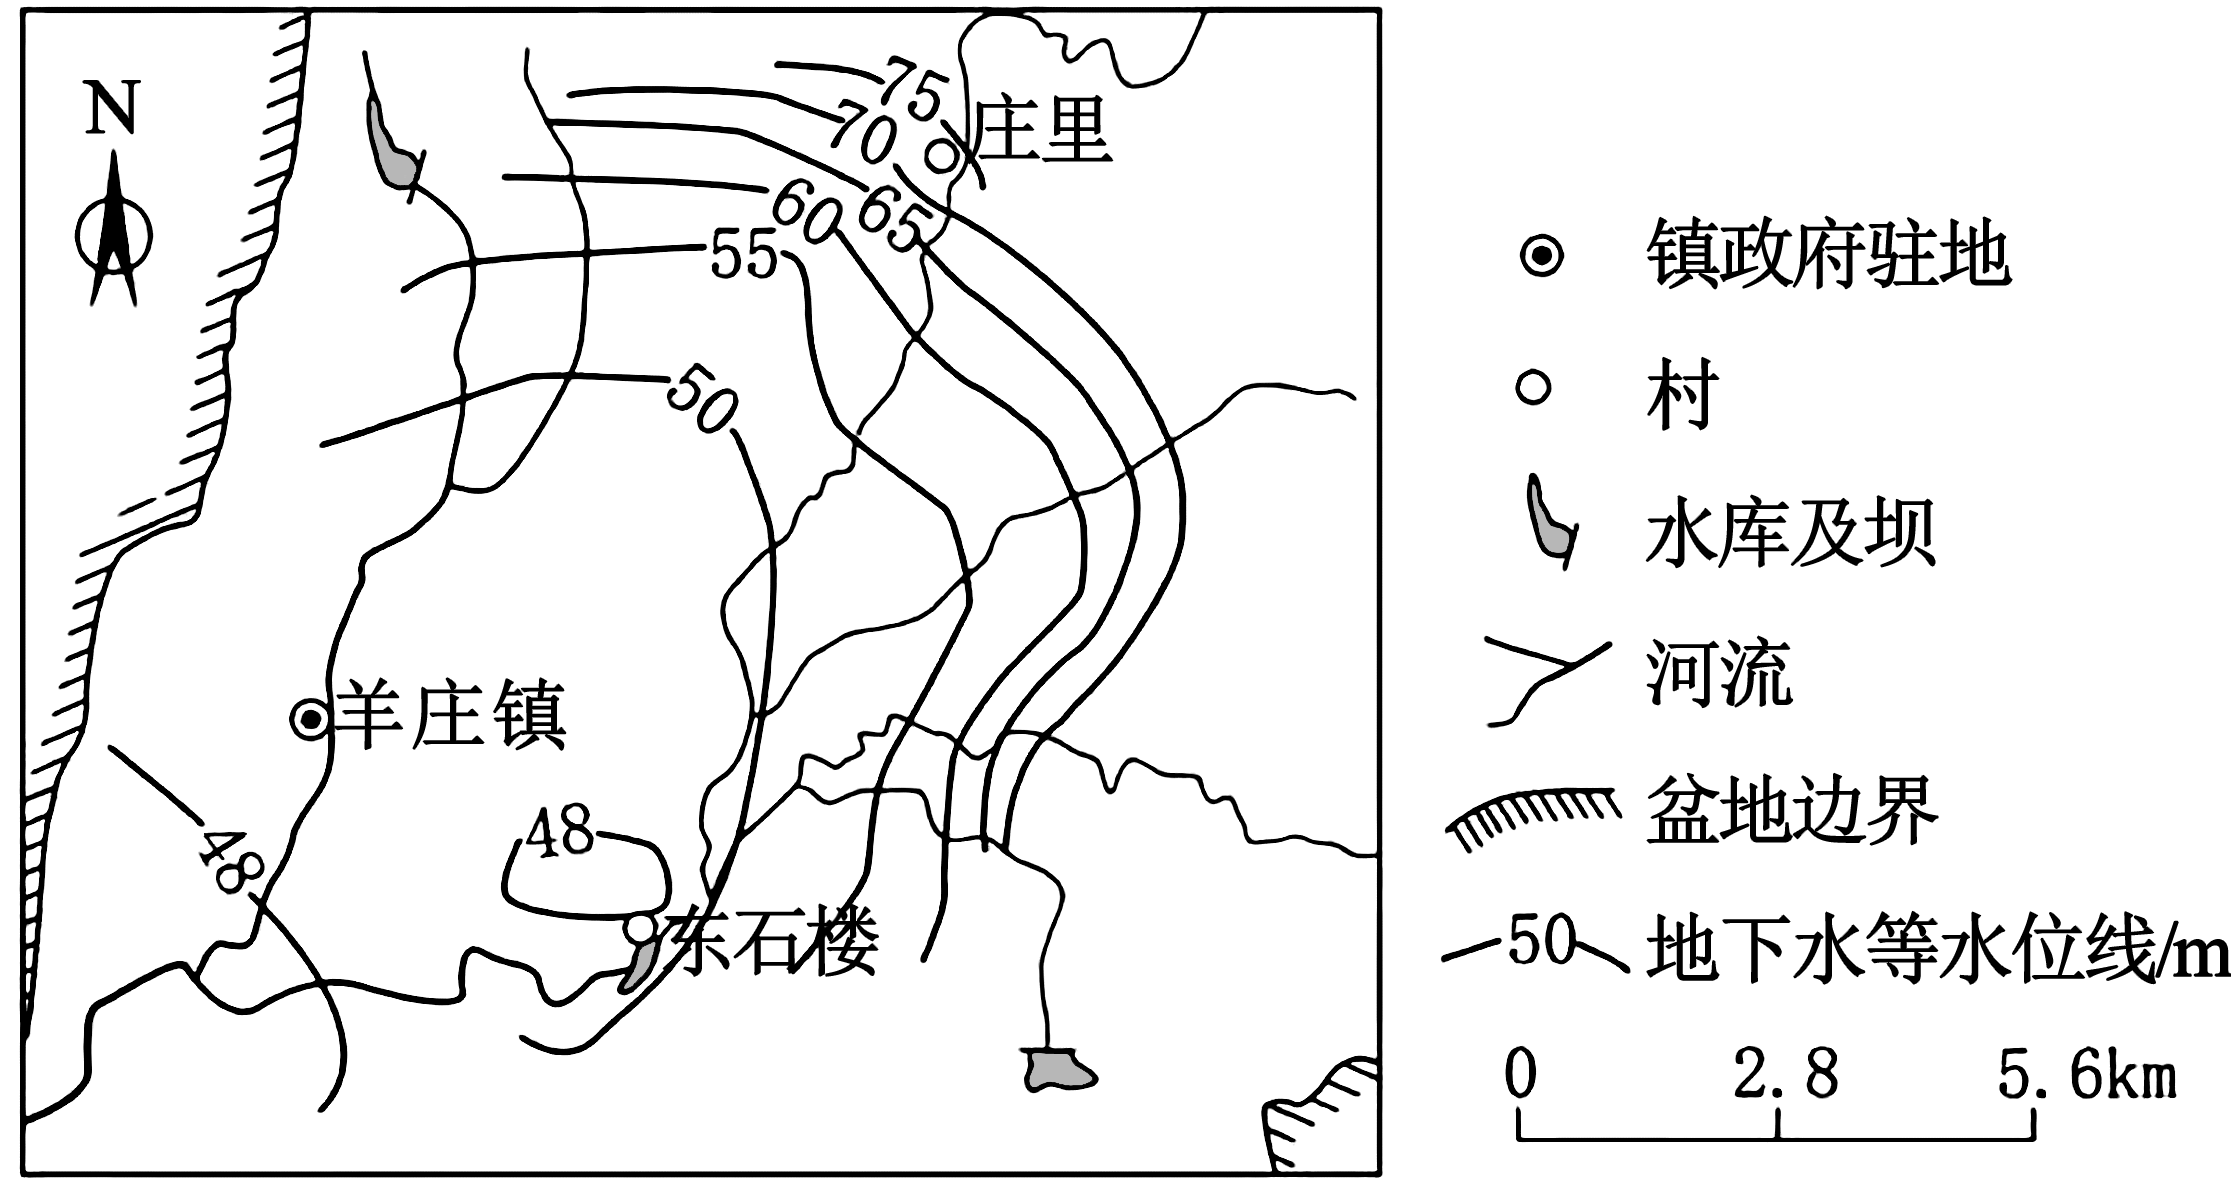 N
75
庄里
70
65
60
55
50
羊庄镇
48
48
东石楼
镇政府驻地
村
水库及坝
河流
盆地边界
50 地下水等水位线/m
0 2.8 5.6km